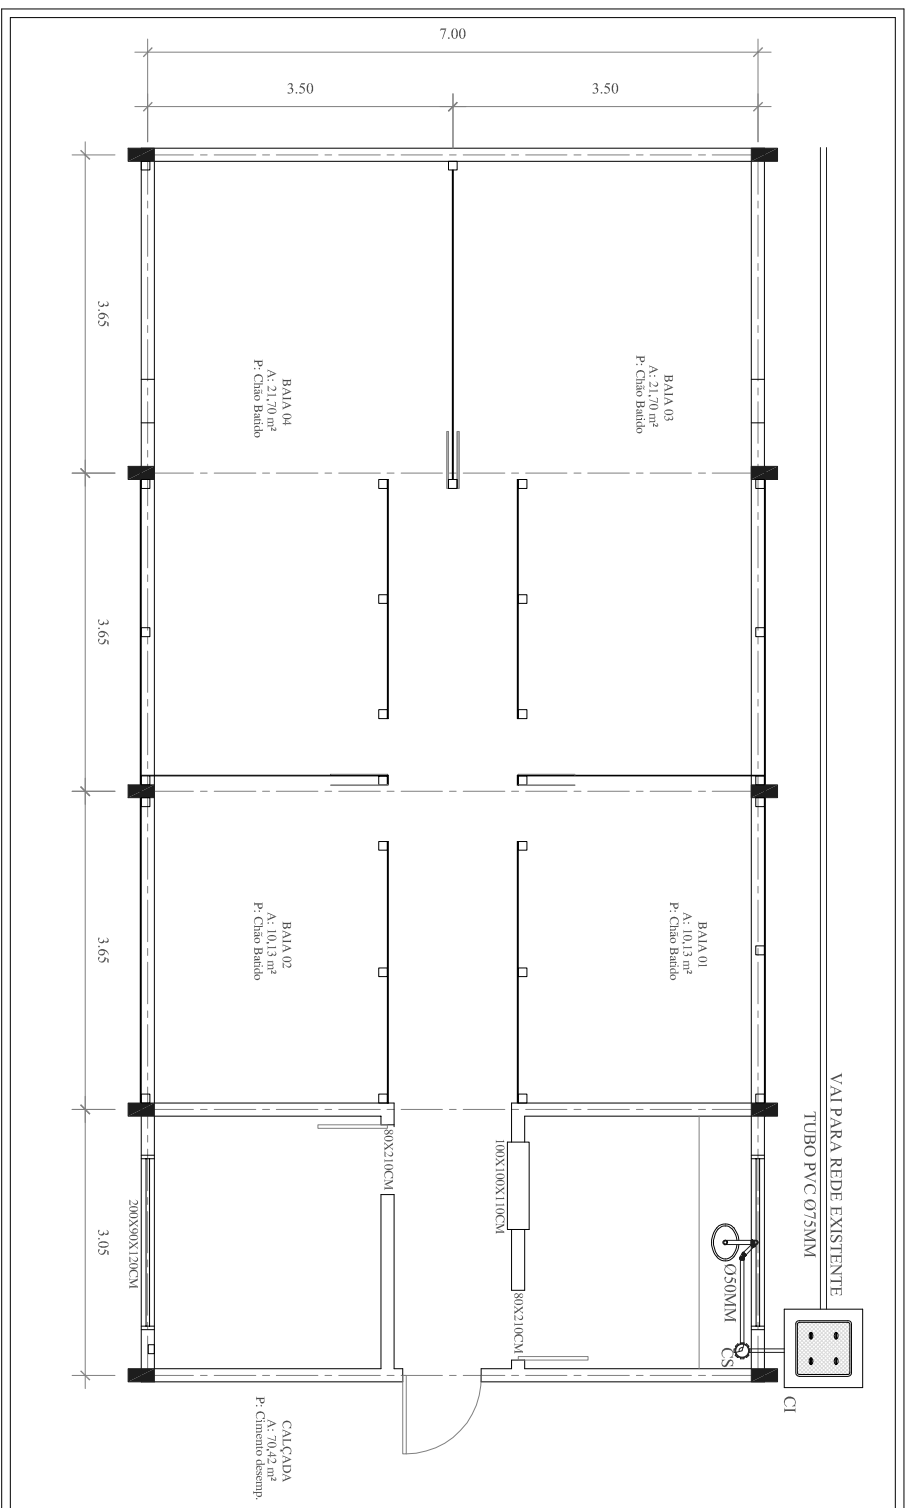 7.00
3.50
3.50
3.65
3.65
3.65
3.05
BAIA 04
A: 21,70 m²
P: Chão Batido
BAIA 03
A: 21,70 m²
P: Chão Batido
BAIA 02
A: 10,13 m²
P: Chão Batido
BAIA 01
A: 10,13 m²
P: Chão Batido
VAI PARA REDE EXISTENTE
TUBO PVC Ø75MM
80X210CM
100X100X110CM
200X90X120CM
Ø50MM
80X210CM
CS
CI
CALÇADA
A: 70,42 m²
P: Cimento desemp.